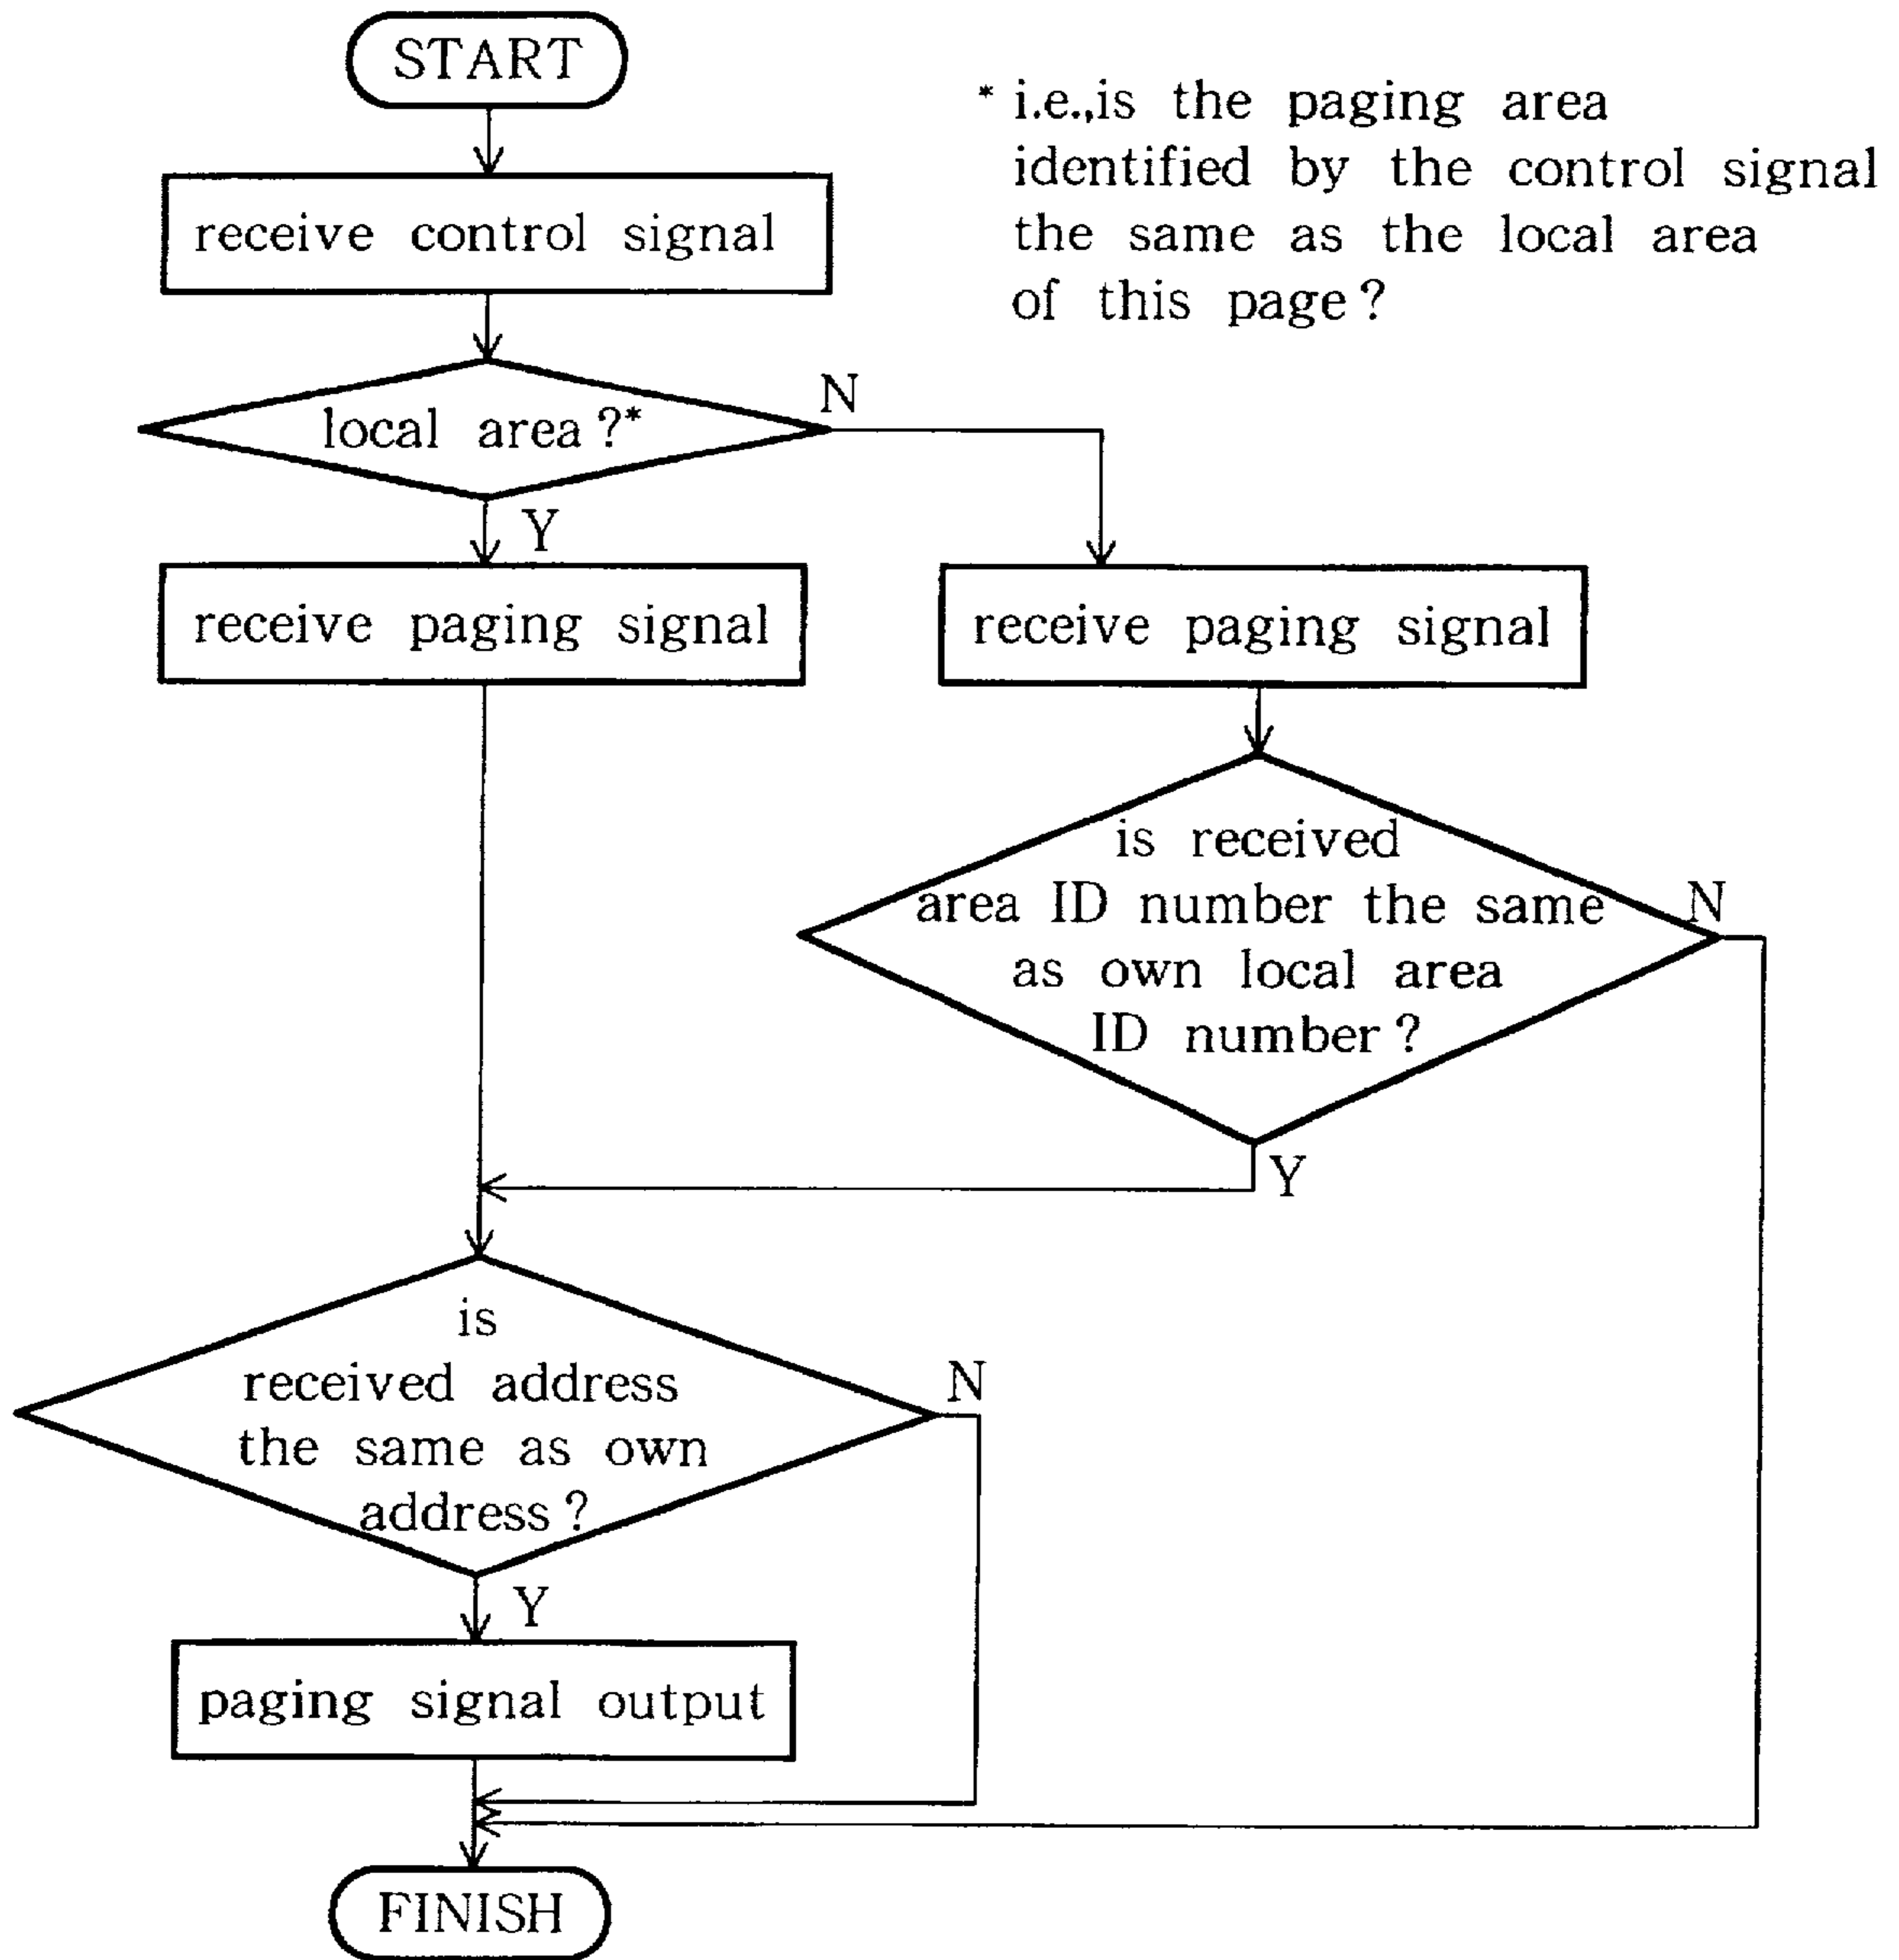 START
* i.e.,is the paging area
identified by the control signal
the same as the local area
of this page ?
receive control signal
local area ?*
N
Y
receive paging signal
receive paging signal
is received
area ID number the same
as own local area
ID number ?
N
Y
is
received address
the same as own
address ?
N
Y
paging signal output
FINISH